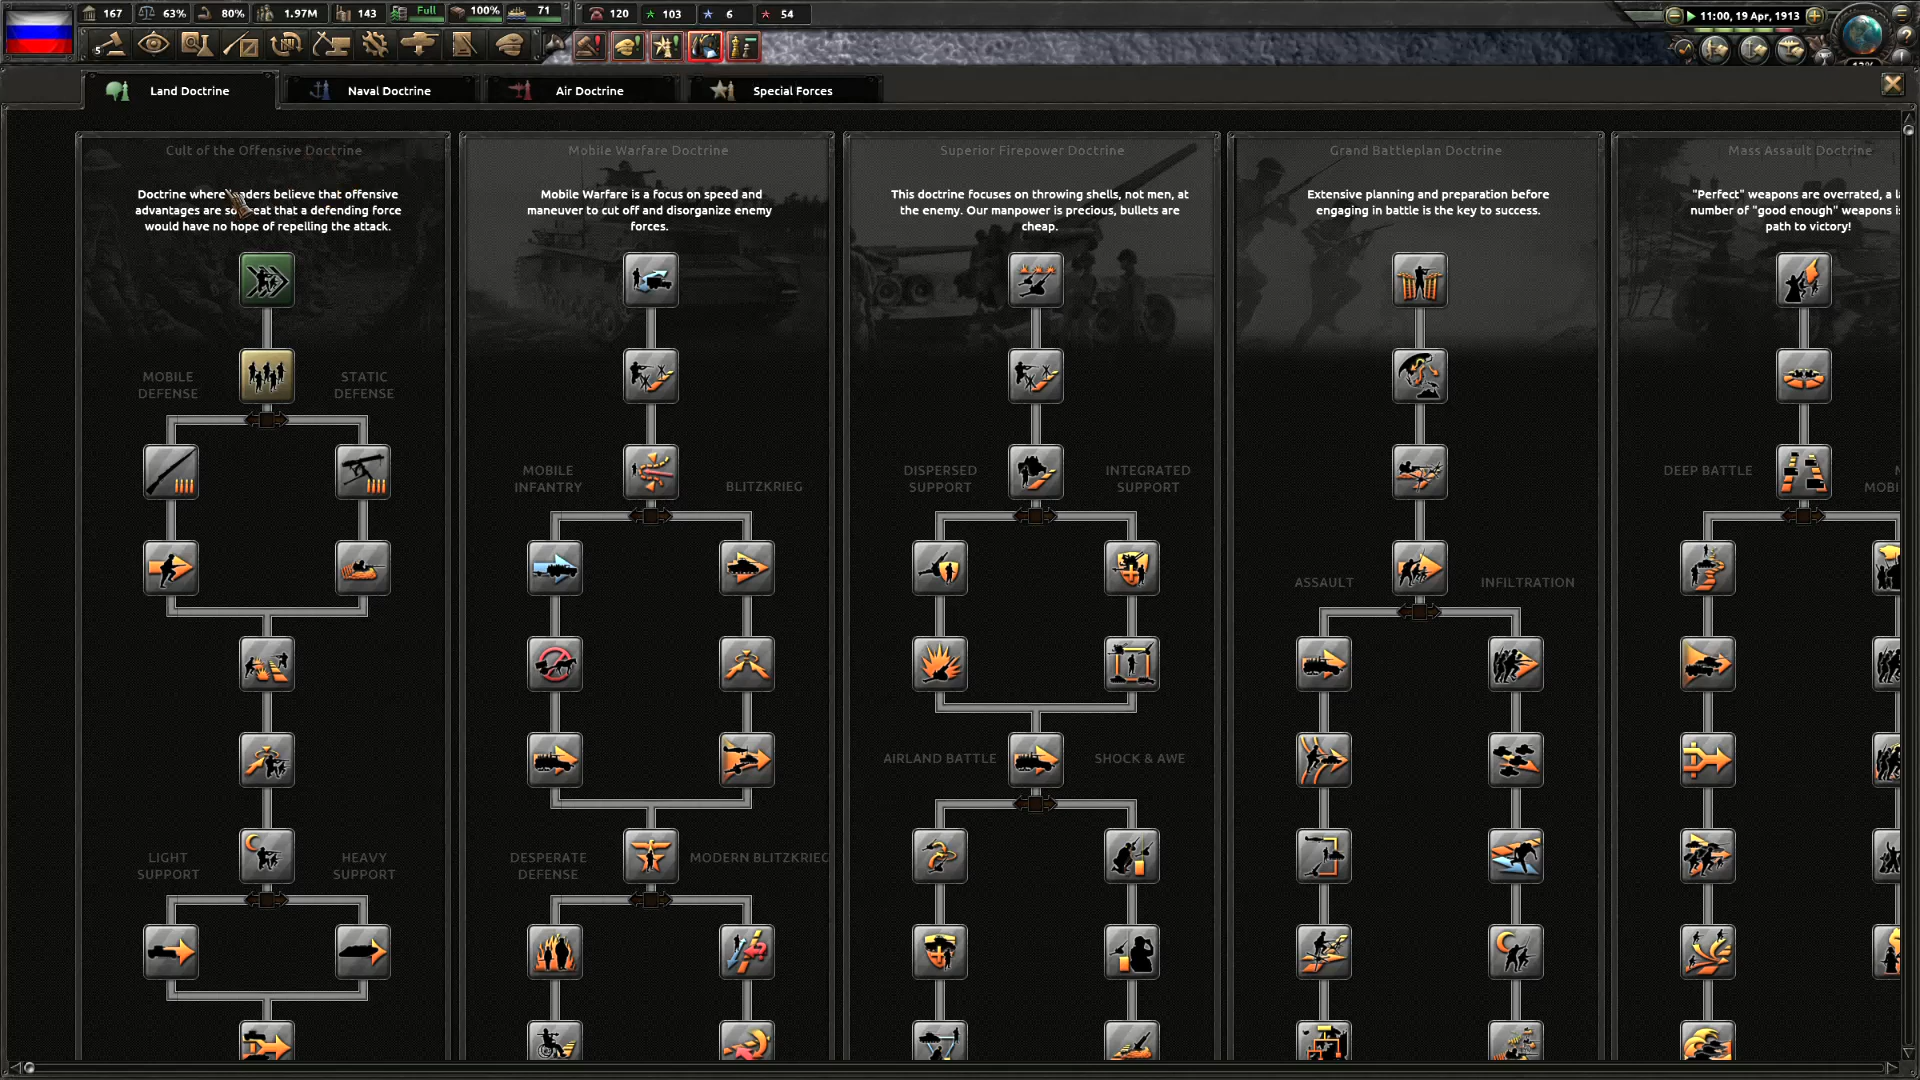 167 63% 80% 1.97M 143 Full 100% 71 120 103 6 54
11:00, 19 Apr, 1913
5
Land Doctrine
Naval Doctrine
Air Doctrine
Special Forces
Cult of the Offensive Doctrine
Doctrine where
believe that offensive
advantages are so
that a defending force
would have no hope of repelling the attack.
MOBILE
DEFENSE
STATIC
DEFENSE
LIGHT
SUPPORT
HEAVY
SUPPORT
Mobile Warfare Doctrine
Mobile Warfare is a focus on speed and
maneuver to cut off and disorganize enemy
forces.
MOBILE
INFANTRY
BLITZKRIEG
DESPERATE
DEFENSE
MODERN BLITZKRIEG
Superior Firepower Doctrine
This doctrine focuses on throwing shells, not men, at
the enemy. Our manpower is precious, bullets are
cheap.
DISPERSED
SUPPORT
INTEGRATED
SUPPORT
AIRLAND BATTLE
SHOCK & AWE
Grand Battleplan Doctrine
Extensive planning and preparation before
engaging in battle is the key to success.
ASSAULT
INFILTRATION
Mass Assault Doctrine
"Perfect" weapons are overrated, a
number of "good enough" weapons
path to victory!
DEEP BATTLE